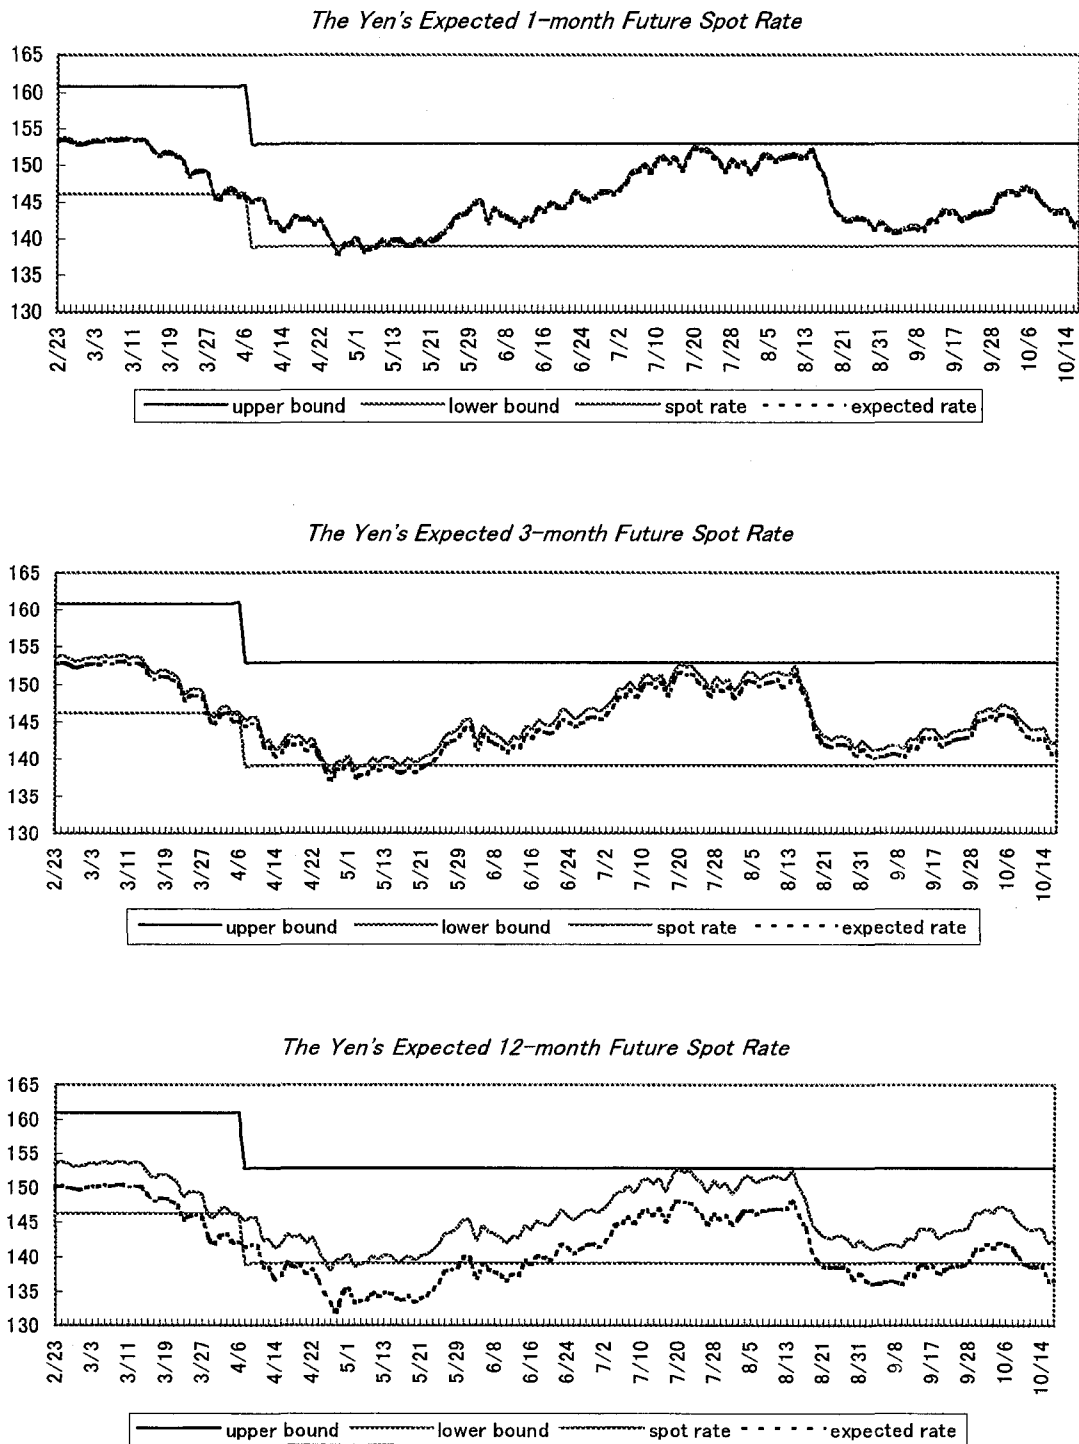 The Yen's Expected 1-month Future Spot Rate
165
160
155
150
145
140
135
130
2/23 3/3 3/11 3/19 3/27 4/6 4/14 4/22 5/1 5/13 5/21 5/29 6/8 6/16 6/24 7/2 7/10 7/20 7/28 8/5 8/13 8/21 8/31 9/8 9/17 9/28 10/6 10/14
upper bound lower bound spot rate expected rate
The Yen's Expected 3-month Future Spot Rate
165
160
155
150
145
140
135
130
2/23 3/3 3/11 3/19 3/27 4/6 4/14 4/22 5/1 5/13 5/21 5/29 6/8 6/16 6/24 7/2 7/10 7/20 7/28 8/5 8/13 8/21 8/31 9/8 9/17 9/28 10/6 10/14
upper bound lower bound spot rate expected rate
The Yen's Expected 12-month Future Spot Rate
165
160
155
150
145
140
135
130
2/23 3/3 3/11 3/19 3/27 4/6 4/14 4/22 5/1 5/13 5/21 5/29 6/8 6/16 6/24 7/2 7/10 7/20 7/28 8/5 8/13 8/21 8/31 9/8 9/17 9/28 10/6 10/14
upper bound lower bound spot rate expected rate